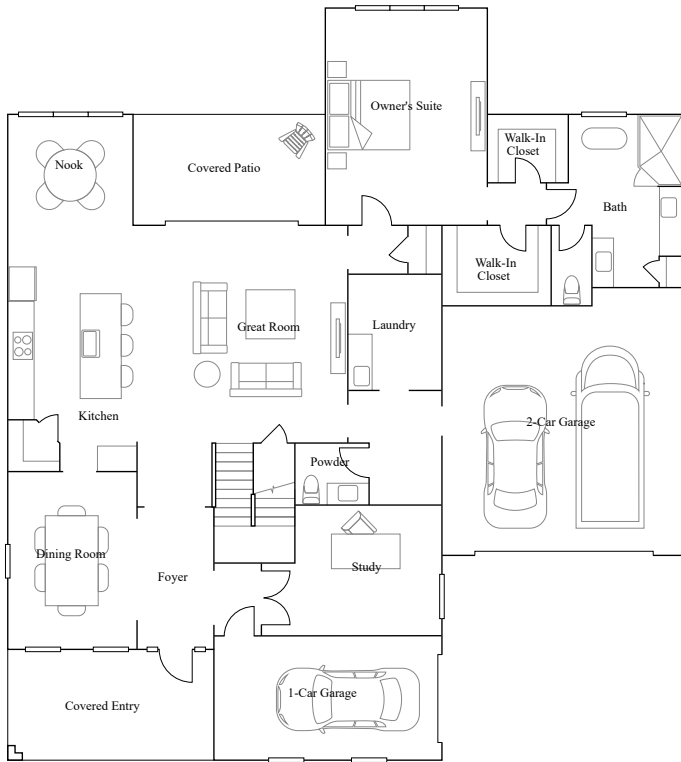 Owner's Suite
Walk-In
Closet
Nook
Covered Patio
Bath
Walk-In
Closet
Great Room
Laundry
Kitchen
2-Car Garage
Powder
Dining Room
Study
Foyer
1-Car Garage
Covered Entry